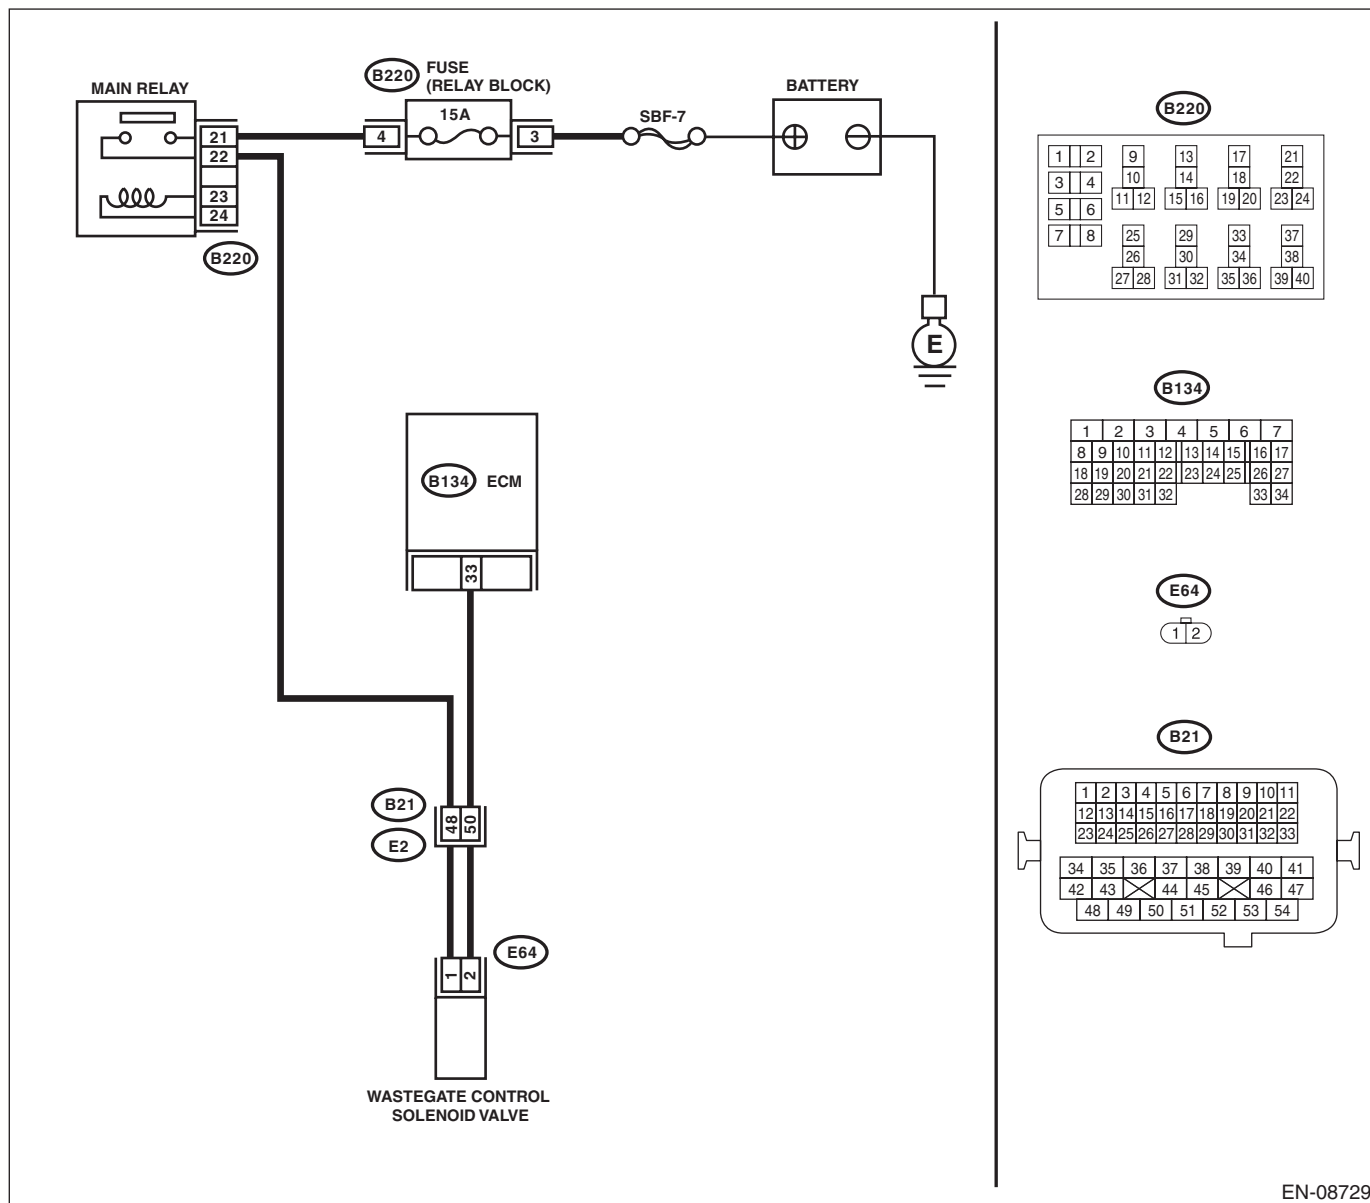 B220
FUSE
(RELAY BLOCK)
MAIN RELAY
15A
SBF-7
BATTERY
21
22
23
24
4
3
B220
E
B134 ECM
33
B21
E2
48 50
E64
1 2
WASTEGATE CONTROL
SOLENOID VALVE
B220
1 2 9 13 17 21
10 14 18 22
3 4
11 12 15 16 19 20 23 24
5 6
7 8 25 29 33 37
26 30 34 38
27 28 31 32 35 36 39 40
B134
1 2 3 4 5 6 7
8 9 10 11 12 13 14 15 16 17
18 19 20 21 22 23 24 25 26 27
28 29 30 31 32 33 34
E64
1 2
B21
1 2 3 4 5 6 7 8 9 10 11
12 13 14 15 16 17 18 19 20 21 22
23 24 25 26 27 28 29 30 31 32 33
34 35 36 37 38 39 40 41
42 43 44 45 46 47
48 49 50 51 52 53 54
EN-08729